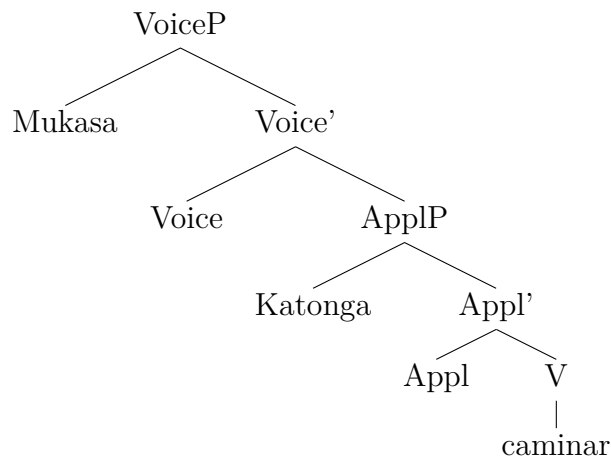 VoiceP
Mukasa Voice'
Voice ApplP
Katonga Appl'
Appl V
caminar